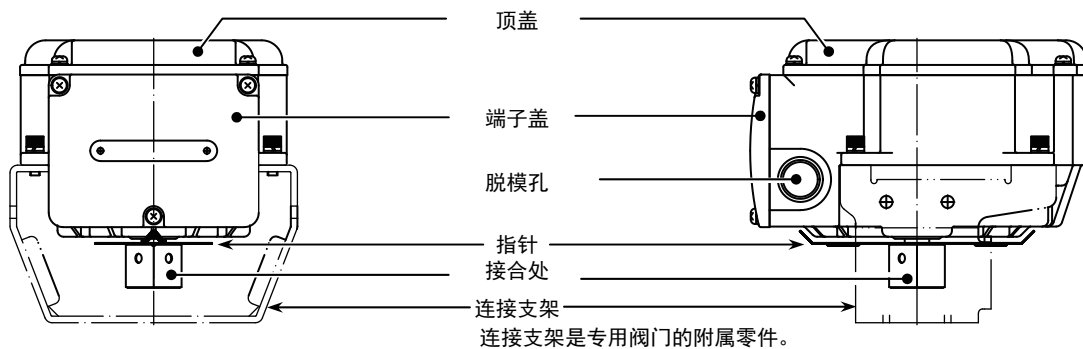 顶盖
端子盖
脱模孔
指针
接合处
连接支架
连接支架是专用阀门的附属零件。